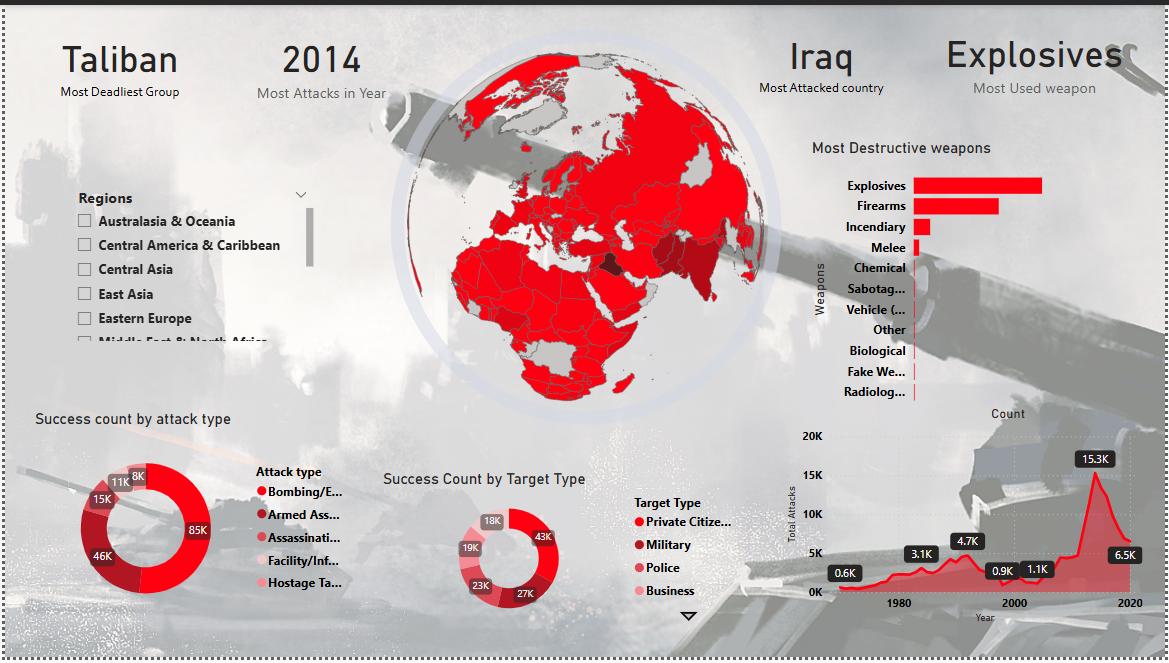 Taliban
Most Deadliest Group
2014
Most Attacks in Year
Iraq
Most Attacked country
Explosives
Most Used weapon
Regions
Australasia & Oceania
Central America & Caribbean
Central Asia
East Asia
Eastern Europe
Middle East & North Africa
Most Destructive weapons
Weapons
Explosives
Firearms
Incendiary
Melee
Chemical
Sabotag...
Vehicle (...
Other
Biological
Fake We...
Radiolog...
Count
Success count by attack type
8K
11K
15K
46K
85K
Attack type
Bombing/E...
Armed Ass...
Assassinati...
Facility/Inf...
Hostage Ta...
Success Count by Target Type
18K
19K
23K
27K
43K
Target Type
Private Citize...
Military
Police
Business
Total Attacks
20K
15K
10K
5K
0K
0.6K
3.1K
4.7K
0.9K
1.1K
15.3K
6.5K
1980
2000
2020
Year